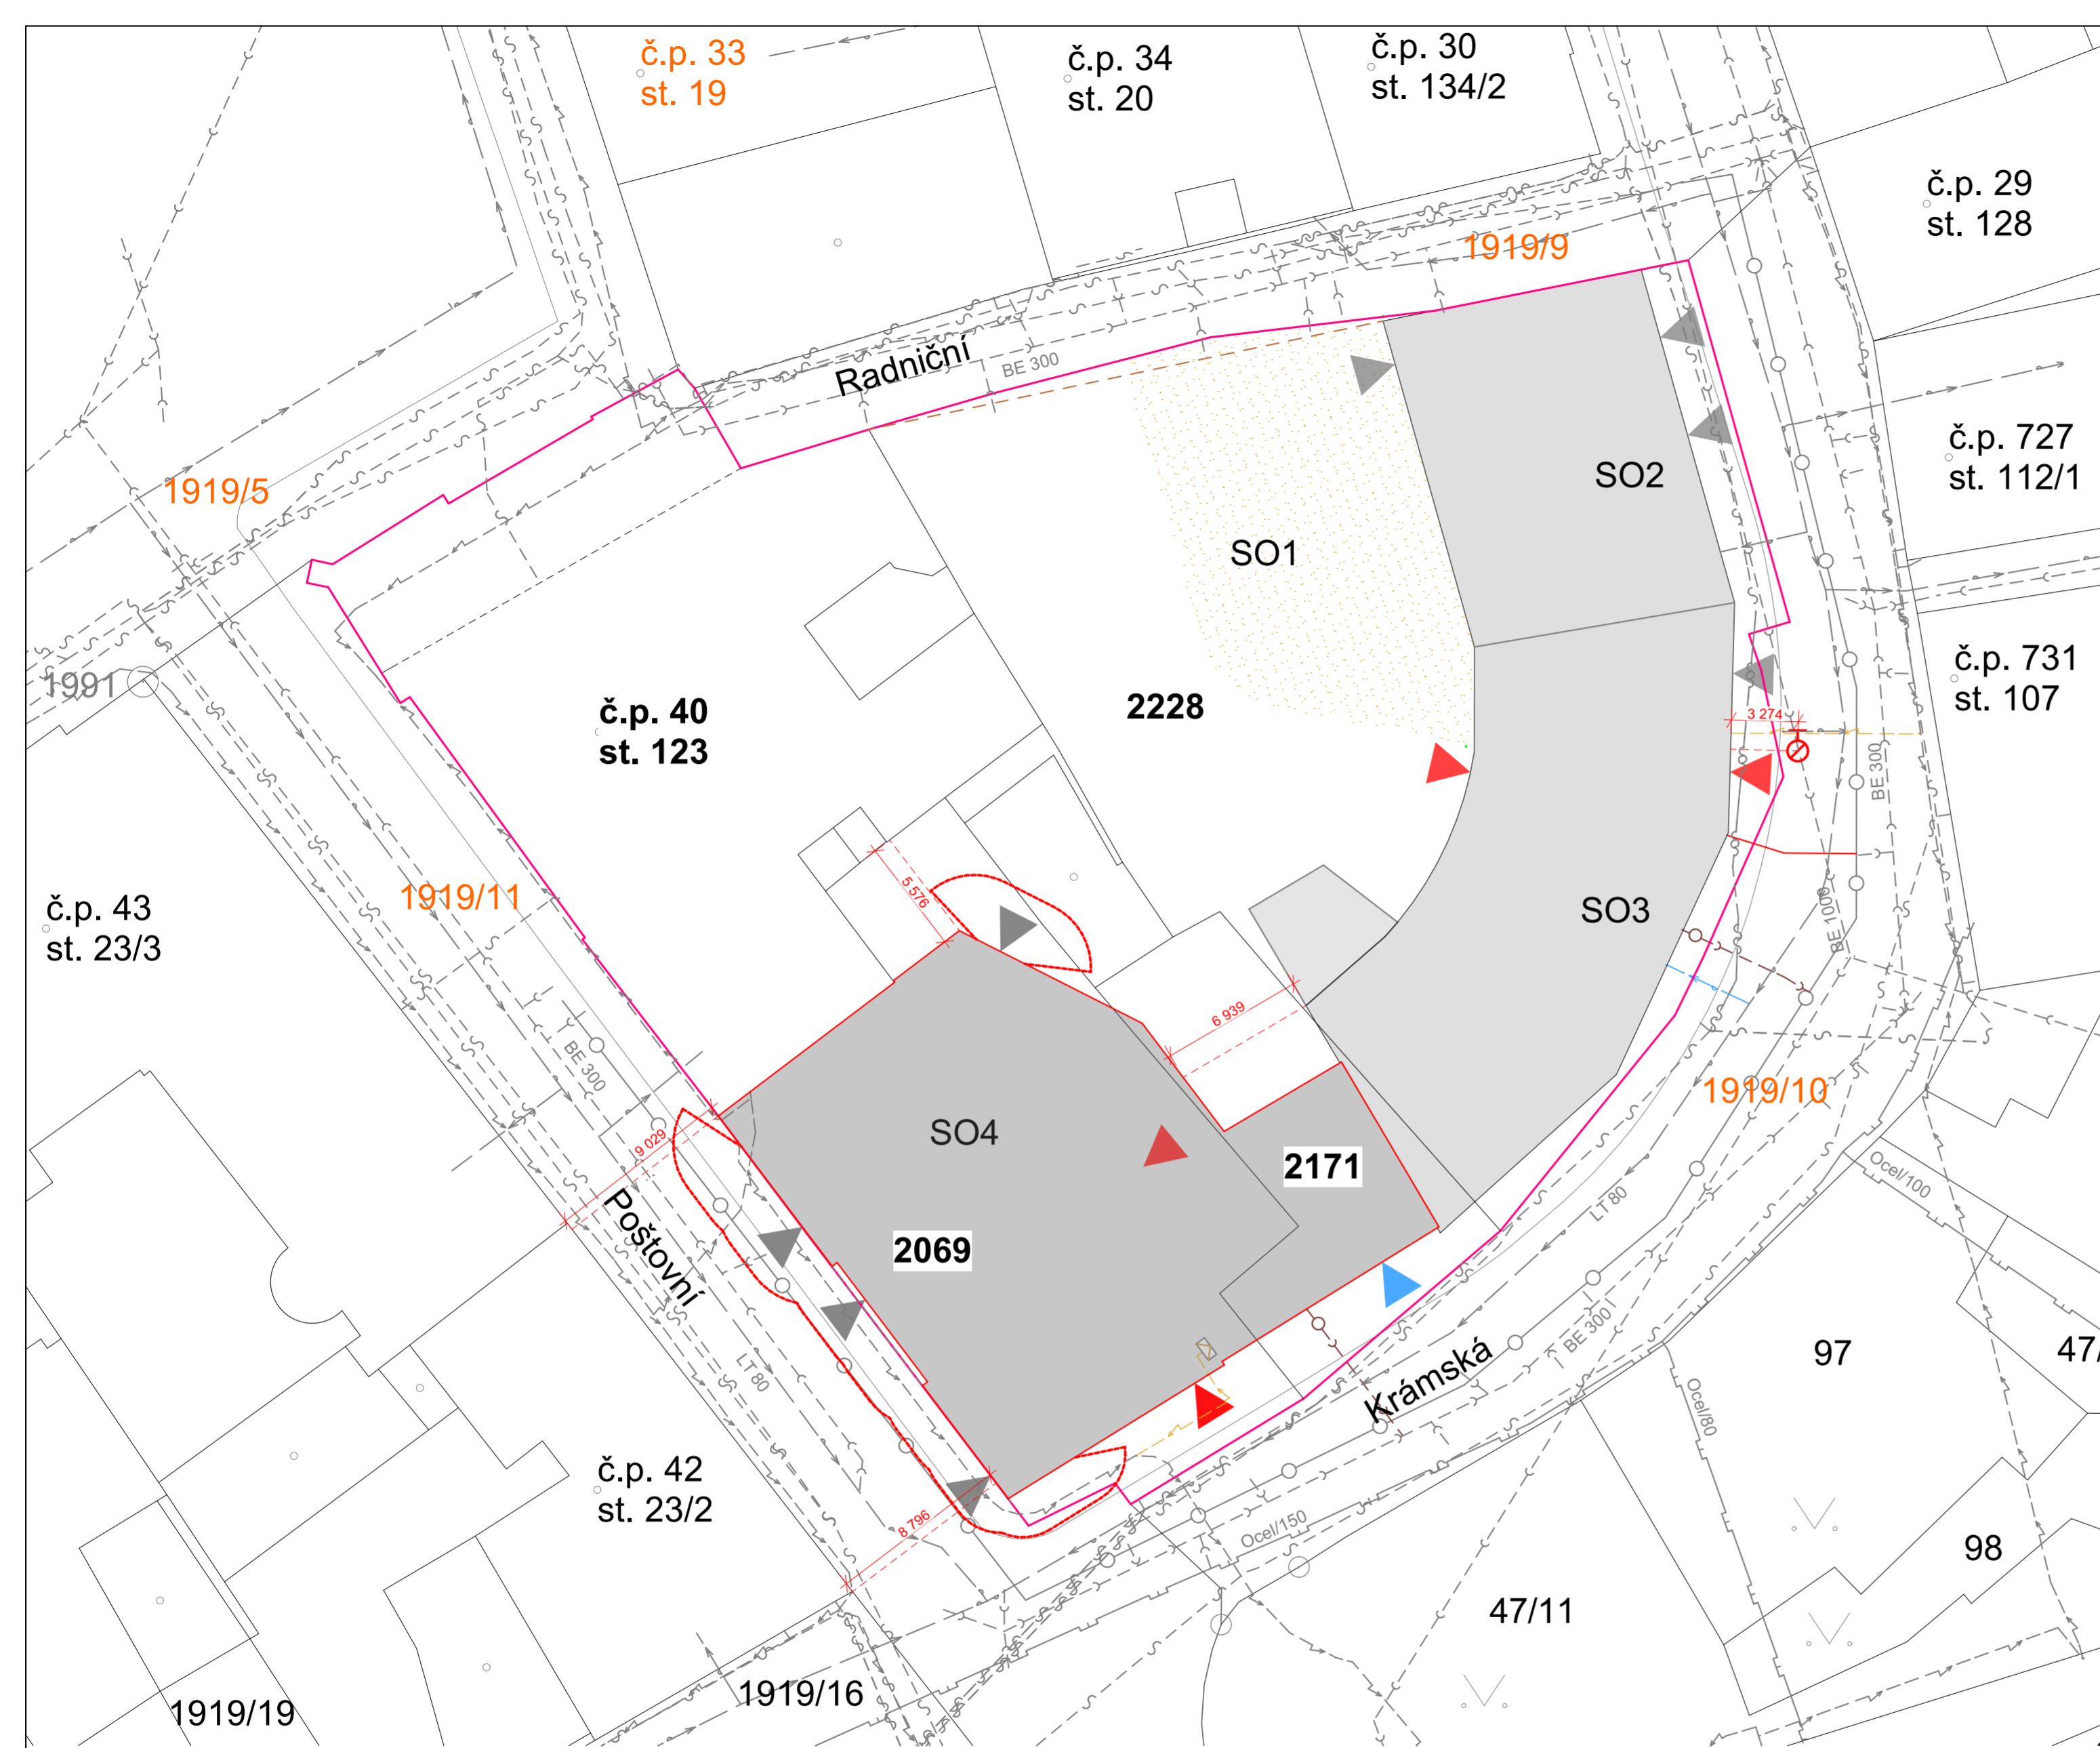 č.p. 33
st. 19
č.p. 34
st. 20
č.p. 30
st. 134/2
č.p. 29
st. 128
1919/9
Radniční
BE 300
č.p. 727
st. 112/1
SO2
1919/5
SO1
č.p. 731
st. 107
1991
2228
č.p. 40
st. 123
3 274
BE 300
1919/11
5 576
č.p. 43
st. 23/3
SO3
BE 1000
6 939
BE 300
1919/10
SO4
9 029
2171
Ocel/100
LT 80
Poštovní
2069
BE 300
97
47/
LT 80
Krámská
Ocel/80
č.p. 42
st. 23/2
8 796
Ocel/150
98
47/11
1919/16
1919/19